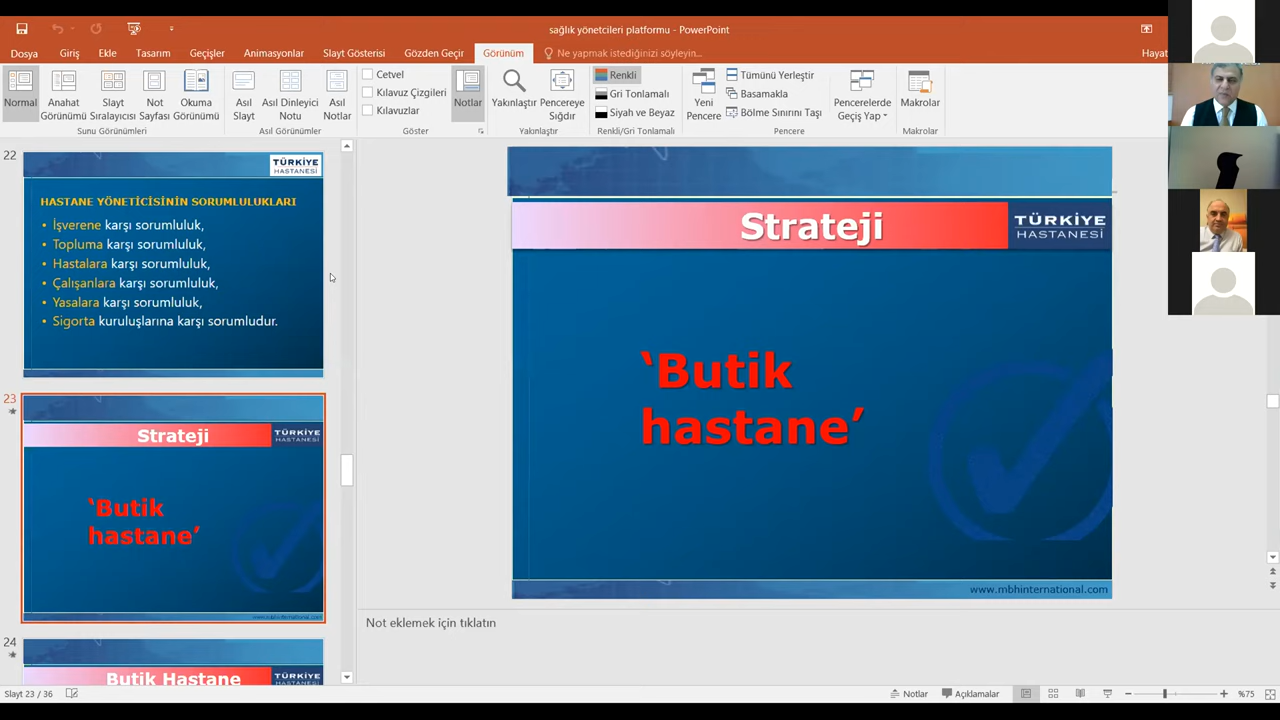 sağlık yönetcileri platformu - PowerPoint
Dosya Giriş Ekle Tasarım Geçişler Animasyonlar Slayt Gösterisi Gözden Geçir Görünüm Ne yapmak istediğinizi söyleyin... Hayat
Normal
Anahat Görünümü
Slayt Sıralayıcısı
Not Sayfası
Okuma Görünümü
Sunu Görünümleri
Asıl Slayt
Asıl Dinleyici Notu
Asıl Notlar
Asıl Görünümler
Cetvel
Kılavuz Çizgileri
Kılavuzlar
Göster
Notlar
Yakınlaştır
Pencereye Sığdır
Yakınlaştır
Renkli
Gri Tonlamalı
Siyah ve Beyaz
Renkli/Gri Tonlamalı
Yeni Pencere
Tümünü Yerleştir
Basamakla
Bölme Sınırını Taşı
Pencerelerde Geçiş Yap
Pencere
Makrolar
Makrolar
22
TÜRKİYE
HASTANESİ
HASTANE YÖNETİCİSİNİN SORUMLULUKLARI
• İşverene karşı sorumluluk,
• Topluma karşı sorumluluk,
• Hastalara karşı sorumluluk,
• Çalışanlara karşı sorumluluk,
• Yasalara karşı sorumluluk,
• Sigorta kuruluşlarına karşı sorumludur.
23
Strateji
TÜRKİYE
HASTANESİ
‘Butik
hastane’
www.mbhinternational.com
24
Butik Hastane
TÜRKİYE
HASTANESİ
Strateji
TÜRKİYE
HASTANESİ
‘Butik
hastane’
www.mbhinternational.com
Not eklemek için tıklatın
Slayt 23 / 36
Notlar
Açıklamalar
%75